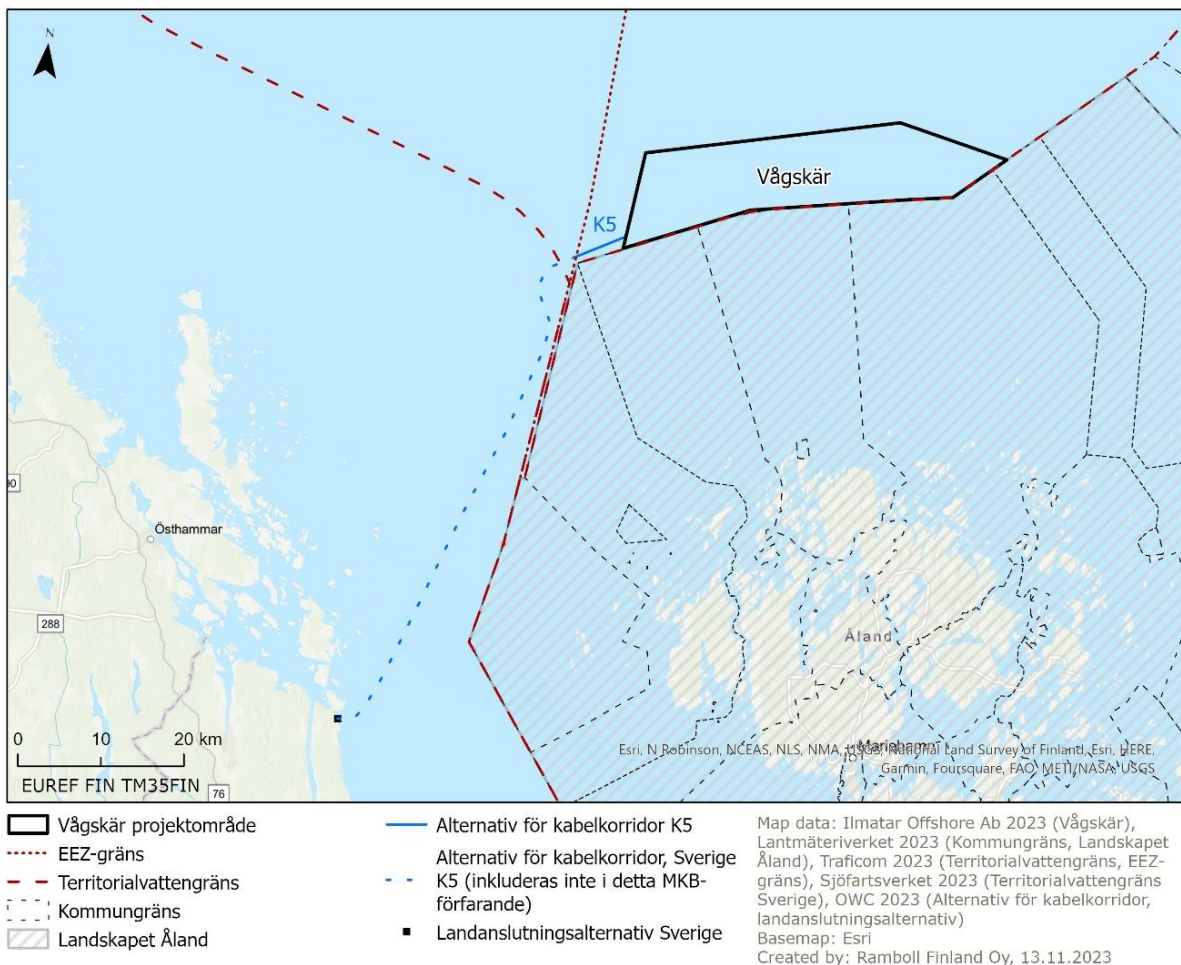 N
Vågskär
K5
90
Östhammar
288
Åland
Mariehamn
0 10 20 km
Esri, N Robinson, NCEAS, NLS, NMA, USGS, National Land Survey of Finland, Esri, HERE,
Garmin, Foursquare, FAO, METI/NASA, USGS
EUREF FIN TM35FIN
76
Vågskär projektområde
EEZ-gräns
Territorialvattengräns
Kommungräns
Landskapet Åland
Alternativ för kabelkorridor K5
Alternativ för kabelkorridor, Sverige
K5 (inkluderas inte i detta MKB-
förfarande)
Landanslutningsalternativ Sverige
Map data: Ilmatar Offshore Ab 2023 (Vågskär),
Lantmäteriverket 2023 (Kommungräns, Landskapet
Åland), Traficom 2023 (Territorialvattengräns, EEZ-
gräns), Sjöfartsverket 2023 (Territorialvattengräns
Sverige), OWC 2023 (Alternativ för kabelkorridor,
landanslutningsalternativ)
Basemap: Esri
Created by: Ramboll Finland Oy, 13.11.2023